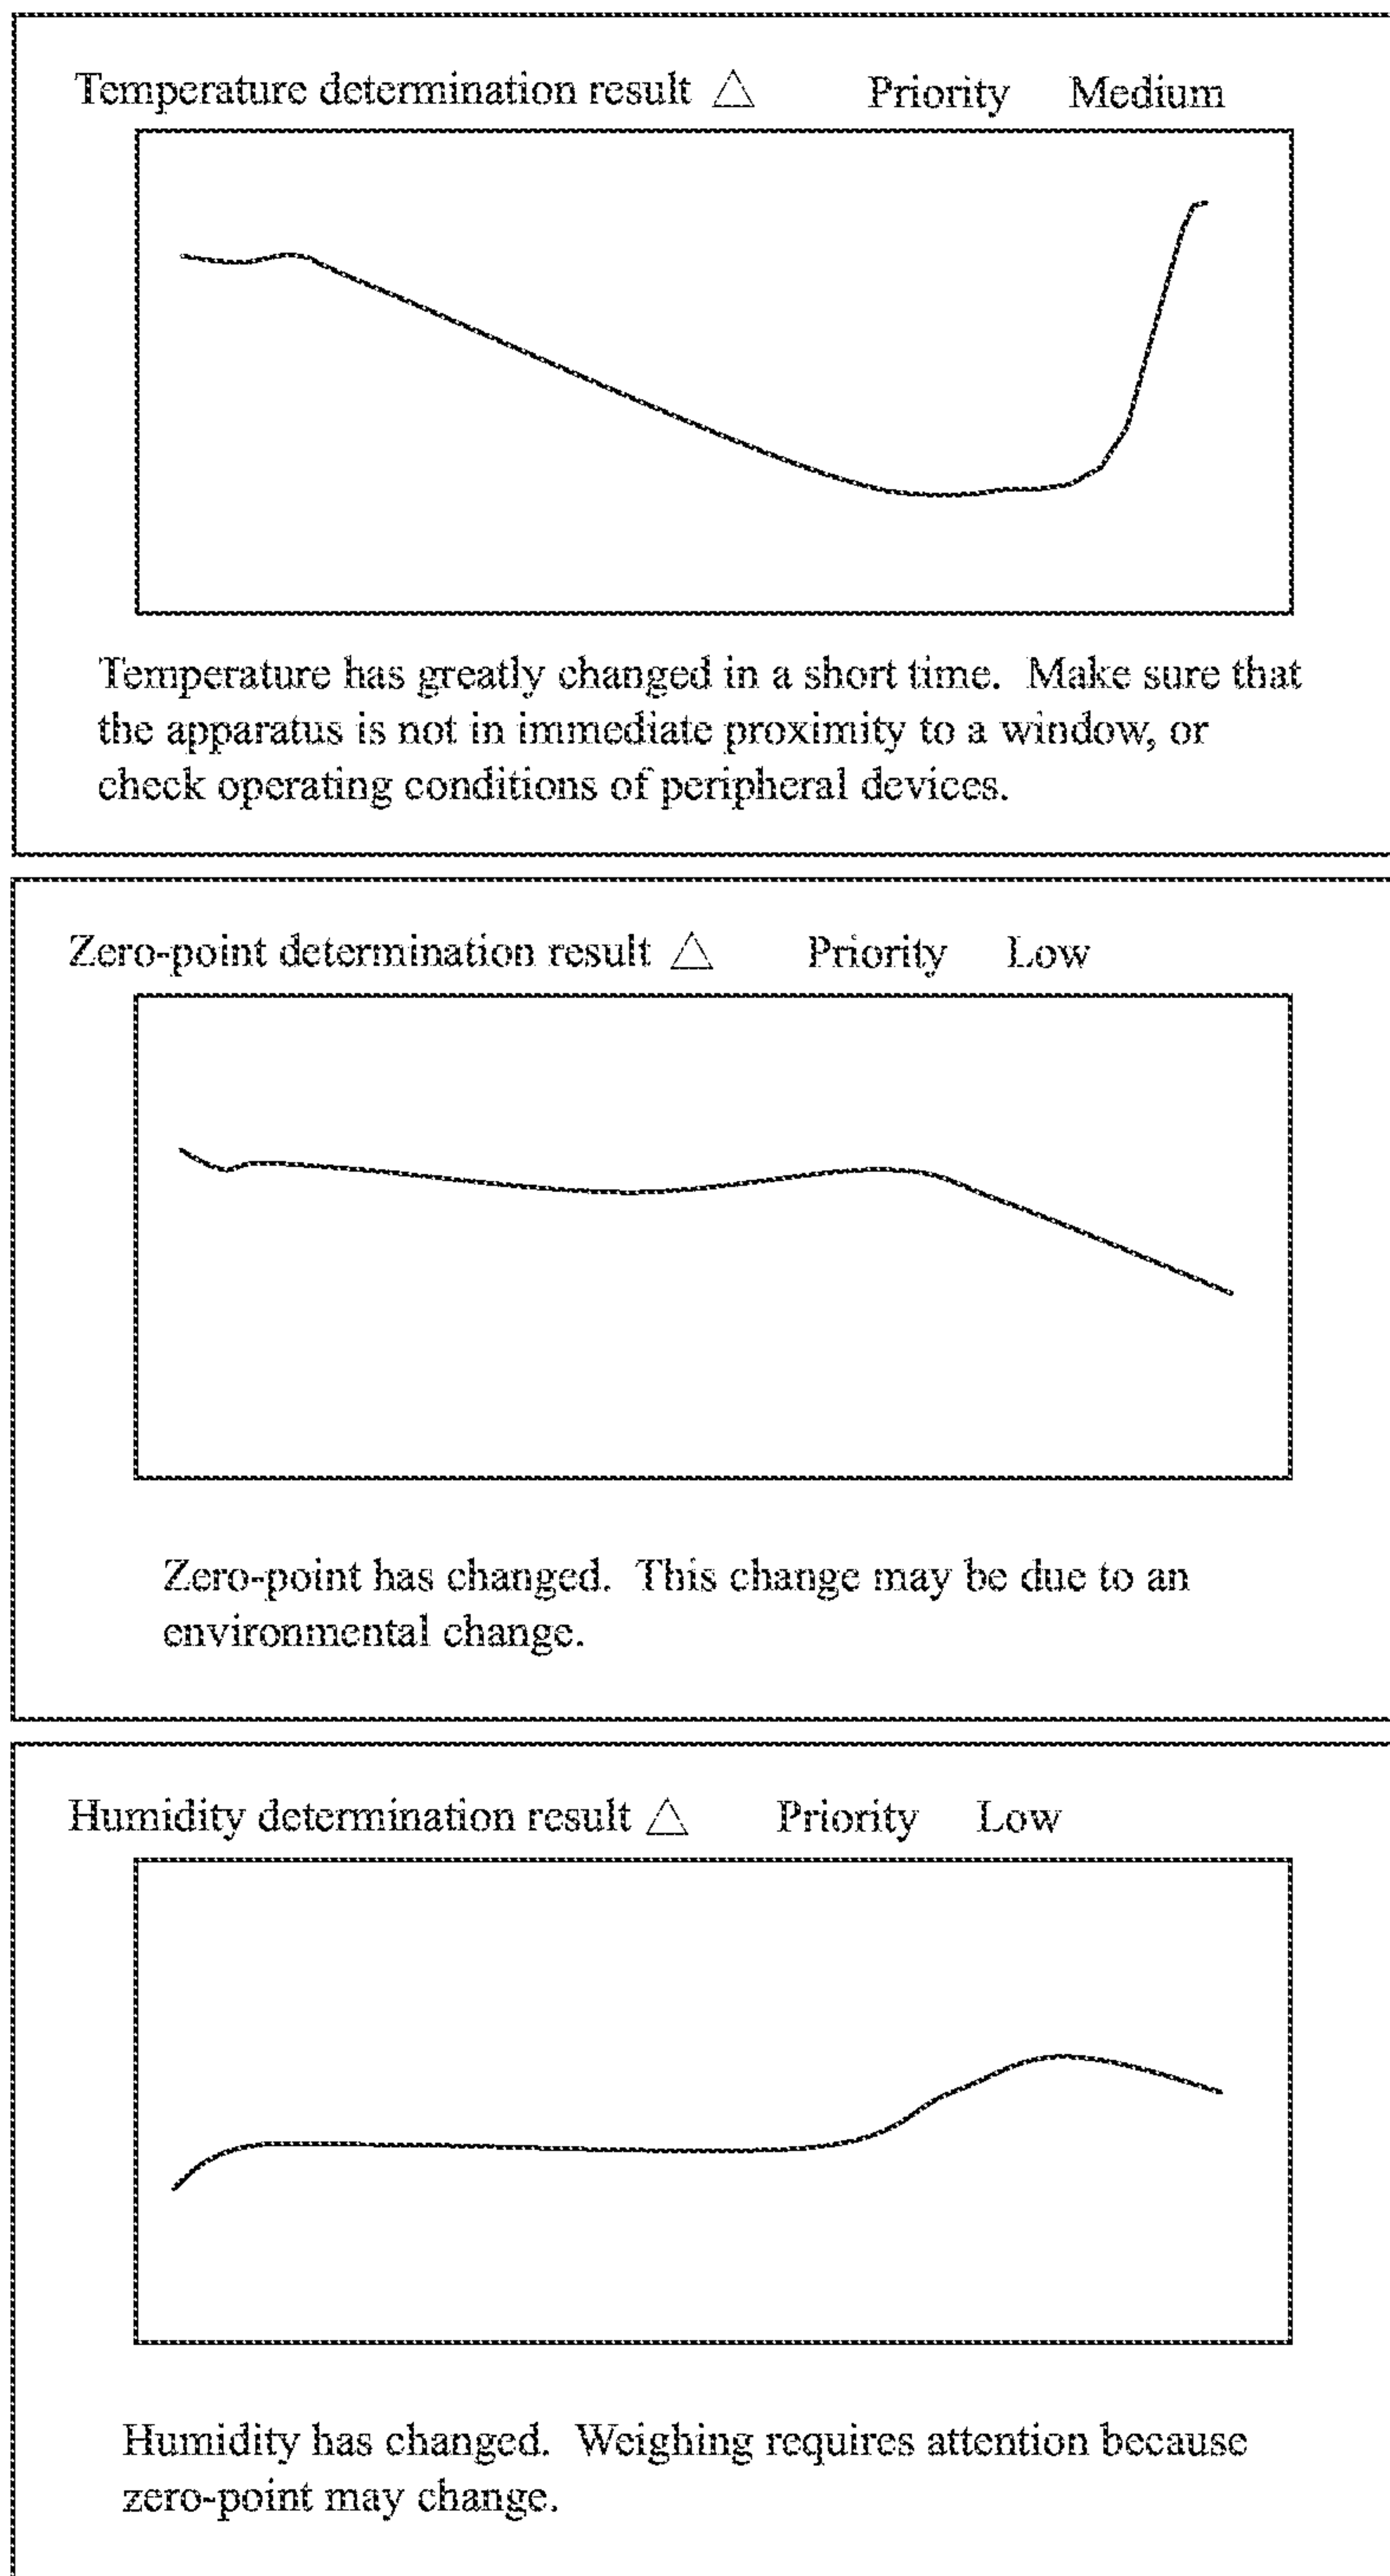 Temperature determination result △ Priority Medium
Temperature has greatly changed in a short time. Make sure that
the apparatus is not in immediate proximity to a window, or
check operating conditions of peripheral devices.
Zero-point determination result △ Priority Low
Zero-point has changed. This change may be due to an
environmental change.
Humidity determination result △ Priority Low
Humidity has changed. Weighing requires attention because
zero-point may change.